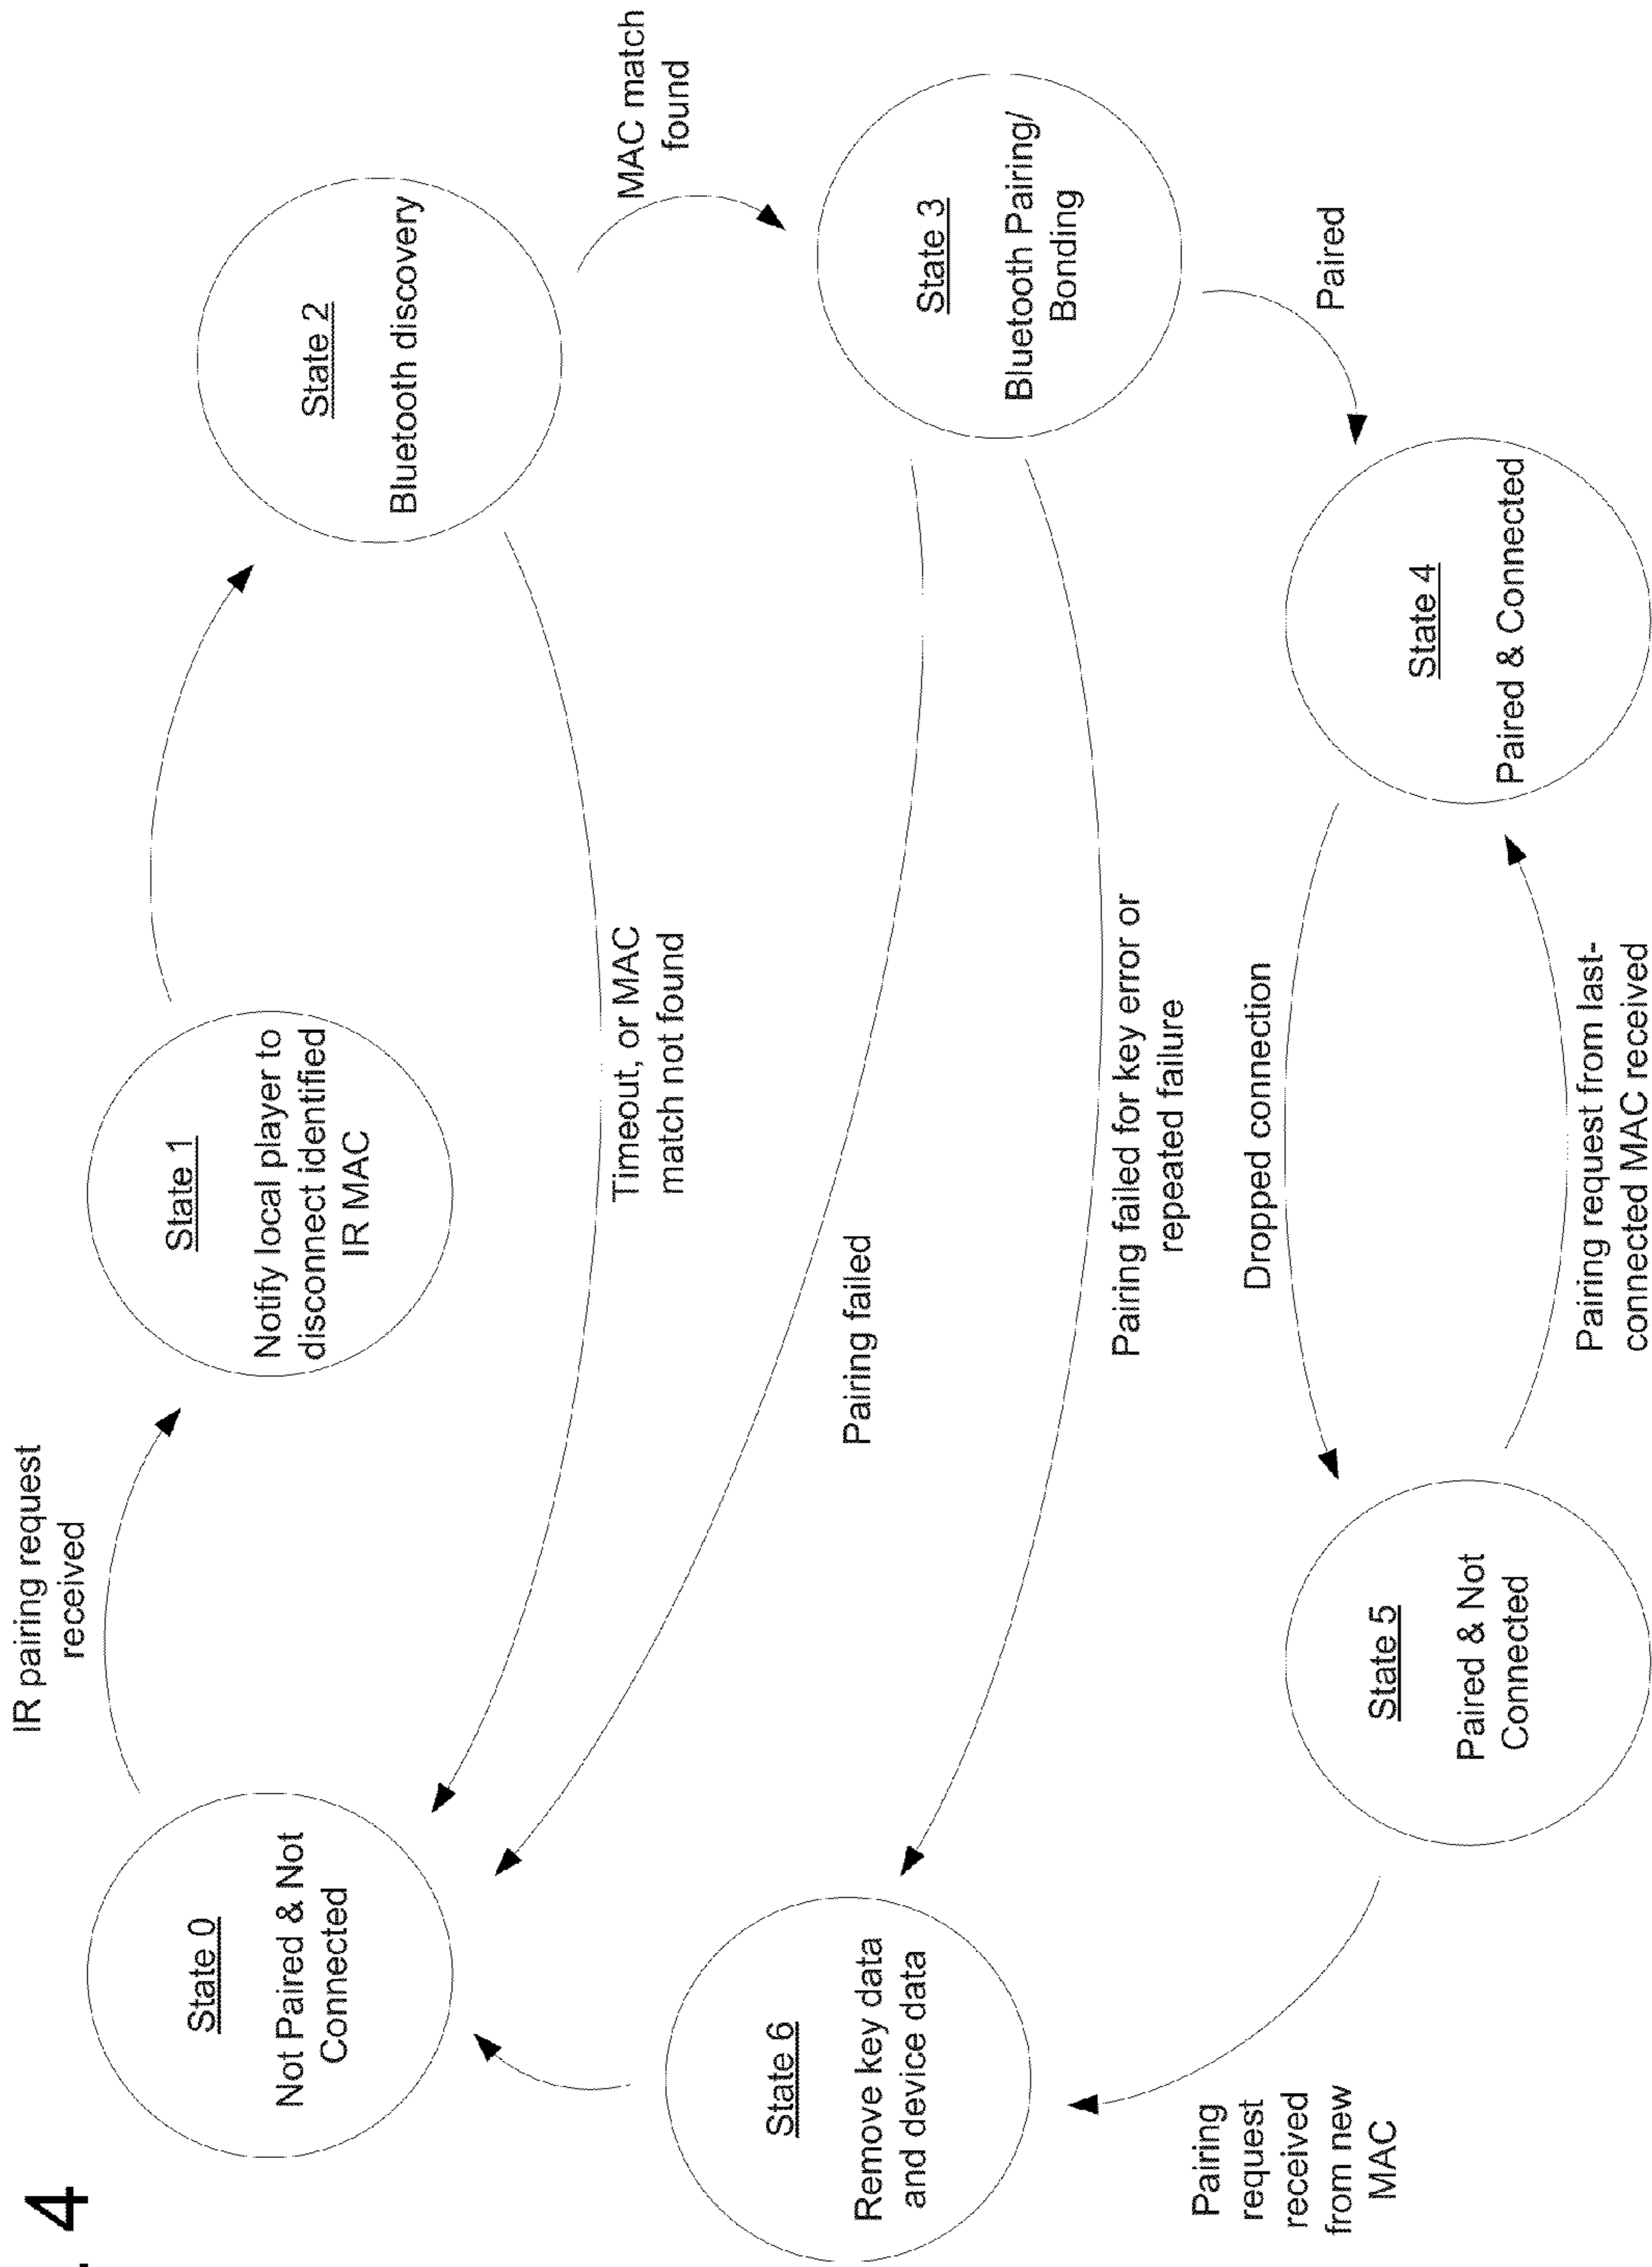 . 4
IR pairing request
received
State 0
Not Paired & Not
Connected
State 1
Notify local player to
disconnect identified
IR MAC
State 2
Bluetooth discovery
MAC match
found
Timeout, or MAC
match not found
State 3
Bluetooth Pairing/
Bonding
Pairing failed
Pairing failed for key error or
repeated failure
Paired
State 6
Remove key data
and device data
Dropped connection
State 4
Paired & Connected
State 5
Paired & Not
Connected
Pairing
request
received
from new
MAC
Pairing request from last-
connected MAC received